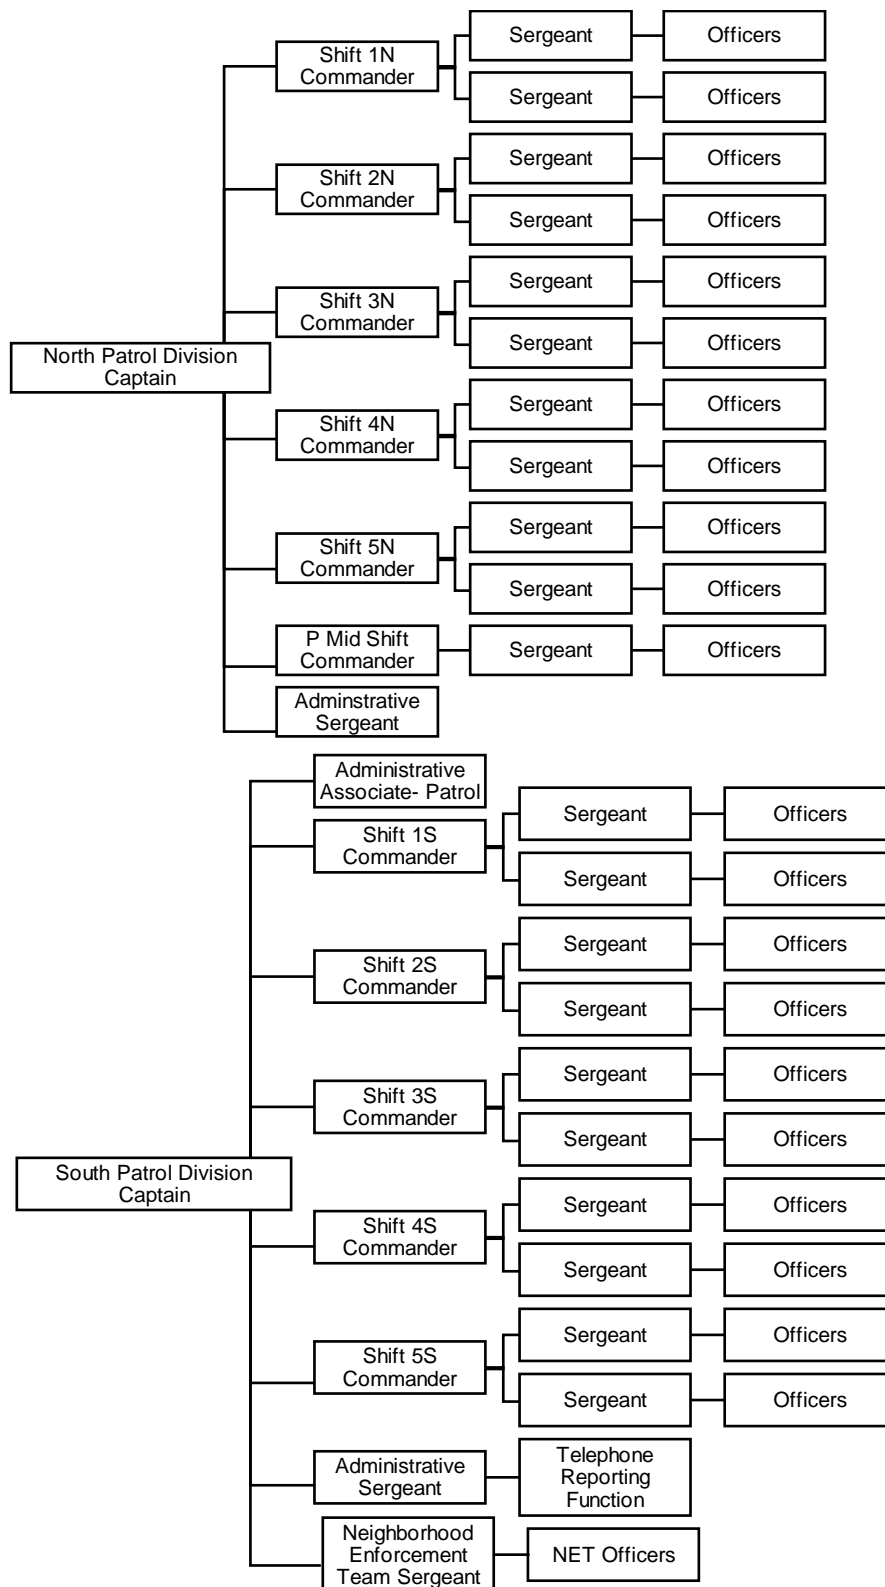 Sergeant
Officers
Shift 1N
Commander
Sergeant
Officers
Sergeant
Officers
Shift 2N
Commander
Sergeant
Officers
Sergeant
Officers
Shift 3N
Commander
Sergeant
Officers
North Patrol Division
Captain
Sergeant
Officers
Shift 4N
Commander
Sergeant
Officers
Sergeant
Officers
Shift 5N
Commander
Sergeant
Officers
P Mid Shift
Commander
Sergeant
Officers
Adminstrative
Sergeant
Administrative
Associate- Patrol
Sergeant
Officers
Shift 1S
Commander
Sergeant
Officers
Sergeant
Officers
Shift 2S
Commander
Sergeant
Officers
Sergeant
Officers
Shift 3S
Commander
Sergeant
Officers
South Patrol Division
Captain
Sergeant
Officers
Shift 4S
Commander
Sergeant
Officers
Sergeant
Officers
Shift 5S
Commander
Sergeant
Officers
Administrative
Sergeant
Telephone
Reporting
Function
Neighborhood
Enforcement
Team Sergeant
NET Officers